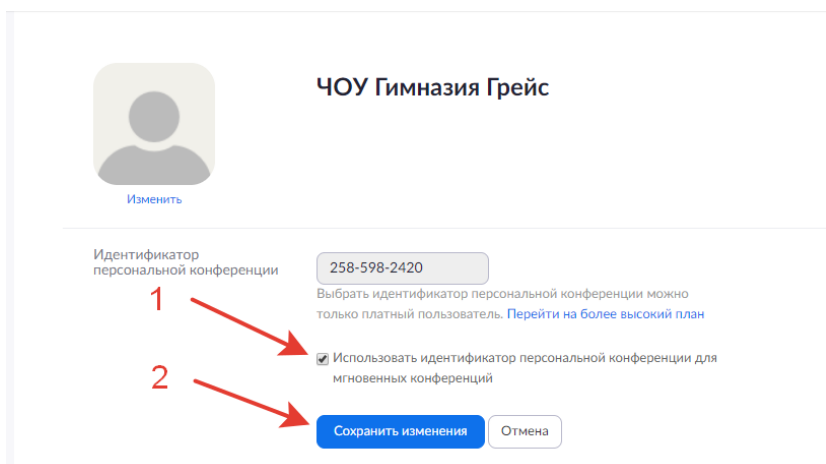 ЧОУ Гимназия Грейс
Изменить
Идентификатор
персональной конференции
258-598-2420
Выбрать идентификатор персональной конференции можно
только платный пользователь. Перейти на более высокий план
1
Использовать идентификатор персональной конференции для
мгновенных конференций
2
Сохранить изменения
Отмена